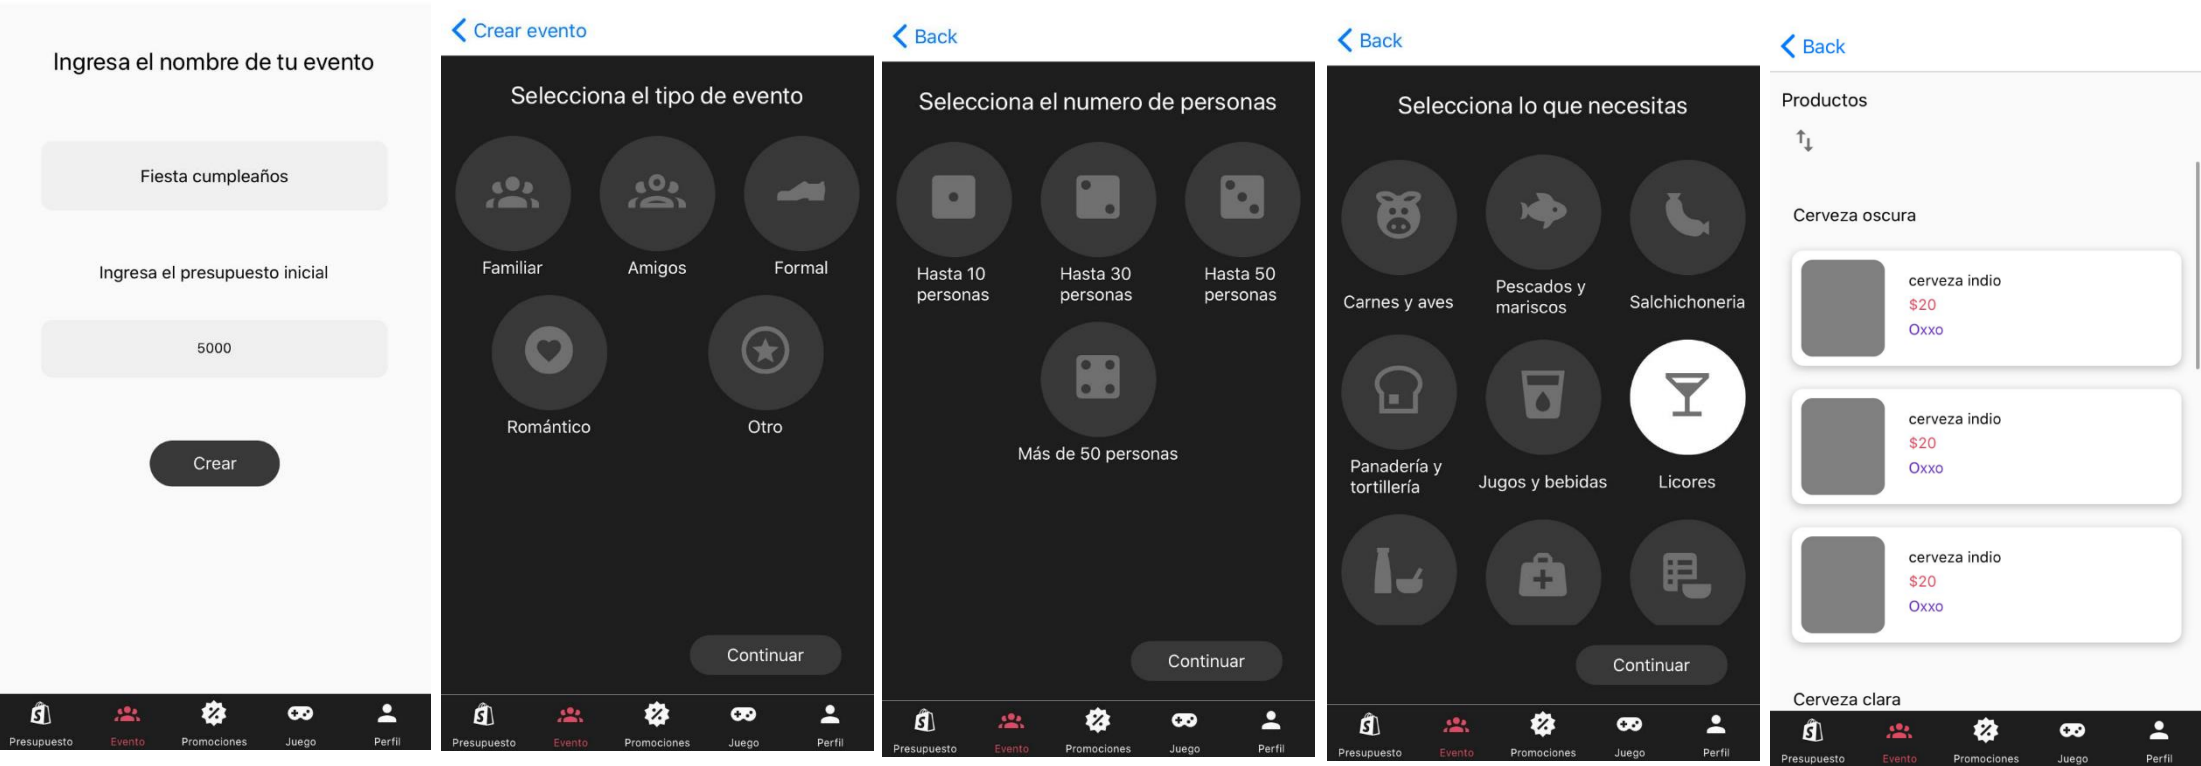 Ingresa el nombre de tu evento
Fiesta cumpleaños
Ingresa el presupuesto inicial
5000
Crear
Presupuesto
Evento
Promociones
Juego
Perfil
Crear evento
Selecciona el tipo de evento
Familiar
Amigos
Formal
Romántico
Otro
Continuar
Presupuesto
Evento
Promociones
Juego
Perfil
Back
Selecciona el numero de personas
Hasta 10
personas
Hasta 30
personas
Hasta 50
personas
Más de 50 personas
Continuar
Presupuesto
Evento
Promociones
Juego
Perfil
Back
Selecciona lo que necesitas
Carnes y aves
Pescados y
mariscos
Salchichoneria
Panadería y
tortillería
Jugos y bebidas
Licores
Continuar
Presupuesto
Evento
Promociones
Juego
Perfil
Back
Productos
Cerveza oscura
cerveza indio
$20
Oxxo
cerveza indio
$20
Oxxo
cerveza indio
$20
Oxxo
Cerveza clara
Presupuesto
Evento
Promociones
Juego
Perfil